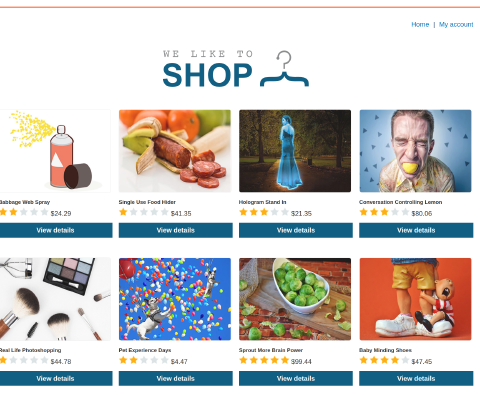 Home | My account
WE LIKE TO
SHOP
Babbage Web Spray
$24.29
View details
Single Use Food Hider
$41.35
View details
Hologram Stand In
$21.35
View details
Conversation Controlling Lemon
$80.06
View details
Real Life Photoshopping
$44.78
View details
Pet Experience Days
$4.47
View details
Sprout More Brain Power
$99.44
View details
Baby Minding Shoes
$47.45
View details